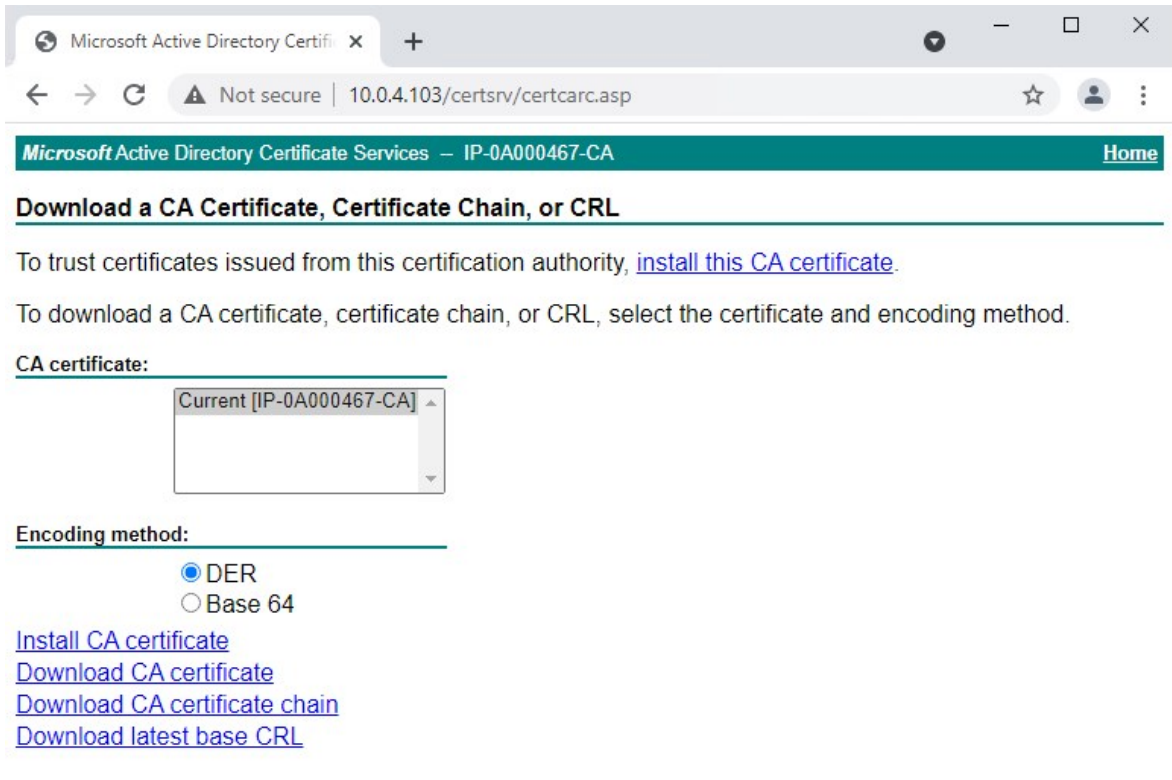 Microsoft Active Directory Certifi
Not secure | 10.0.4.103/certsrv/certcarc.asp
Microsoft Active Directory Certificate Services – IP-0A000467-CA Home
Download a CA Certificate, Certificate Chain, or CRL
To trust certificates issued from this certification authority, install this CA certificate.
To download a CA certificate, certificate chain, or CRL, select the certificate and encoding method.
CA certificate:
Current [IP-0A000467-CA]
Encoding method:
DER
Base 64
Install CA certificate
Download CA certificate
Download CA certificate chain
Download latest base CRL